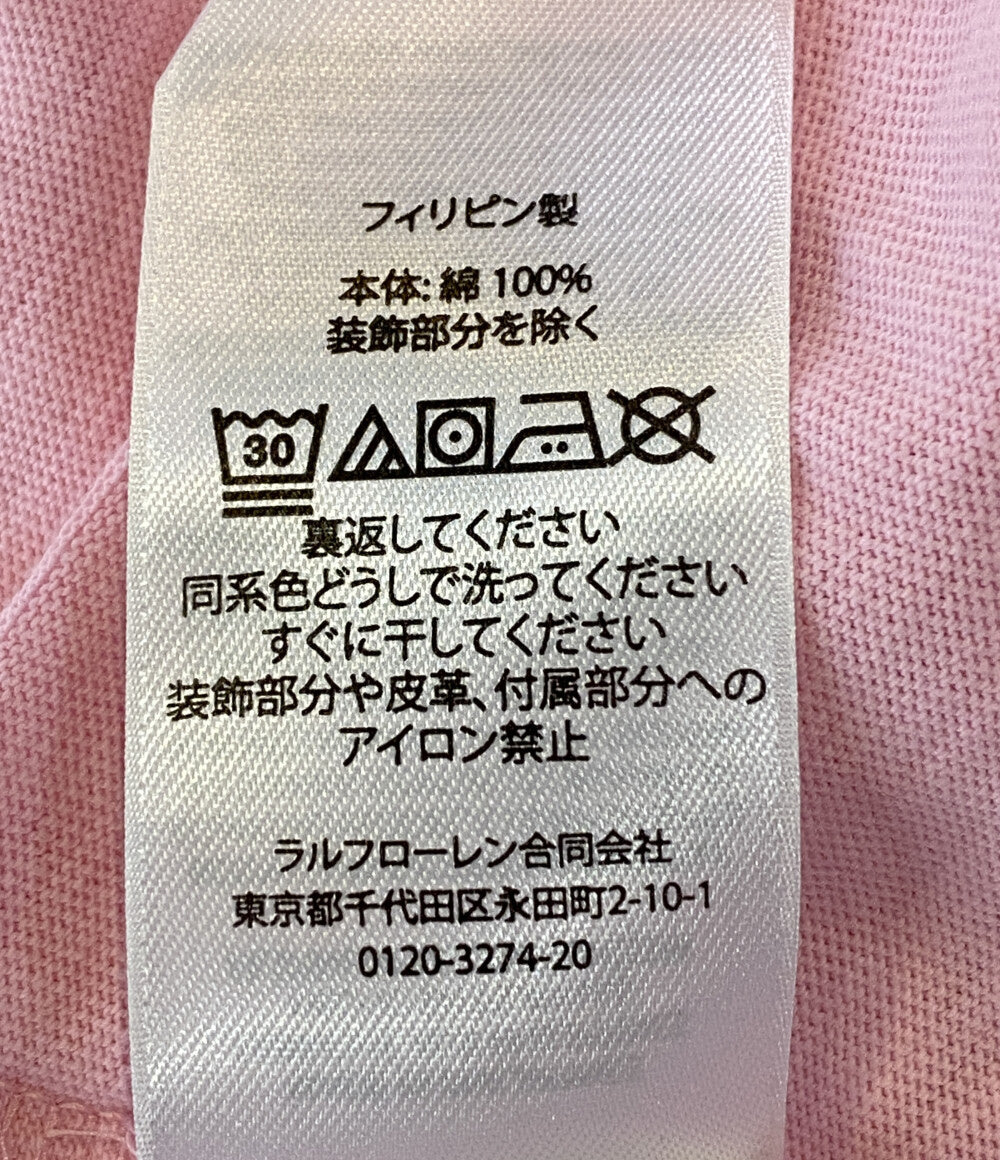 フィリピン製
本体: 綿 100%
装飾部分を除く
30
裏返してください
同系色どうしで洗ってください
すぐに干してください
装飾部分や皮革、付属部分への
アイロン禁止
ラルフローレン合同会社
東京都千代田区永田町2-10-1
0120-3274-20